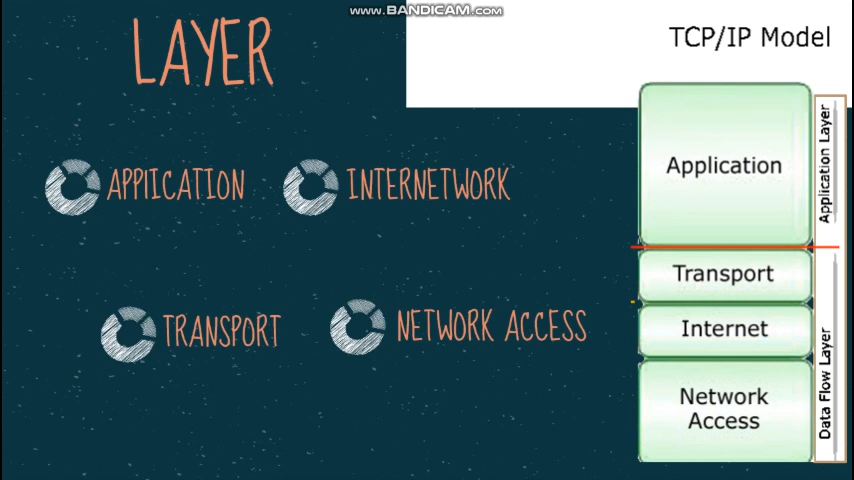 www.BANDICAM.com
LAYER
TCP/IP Model
APPIICATION
INTERNETWORK
TRANSPORT
NETWORK ACCESS
Application
Transport
Internet
Network
Access
Application Layer
Data Flow Layer